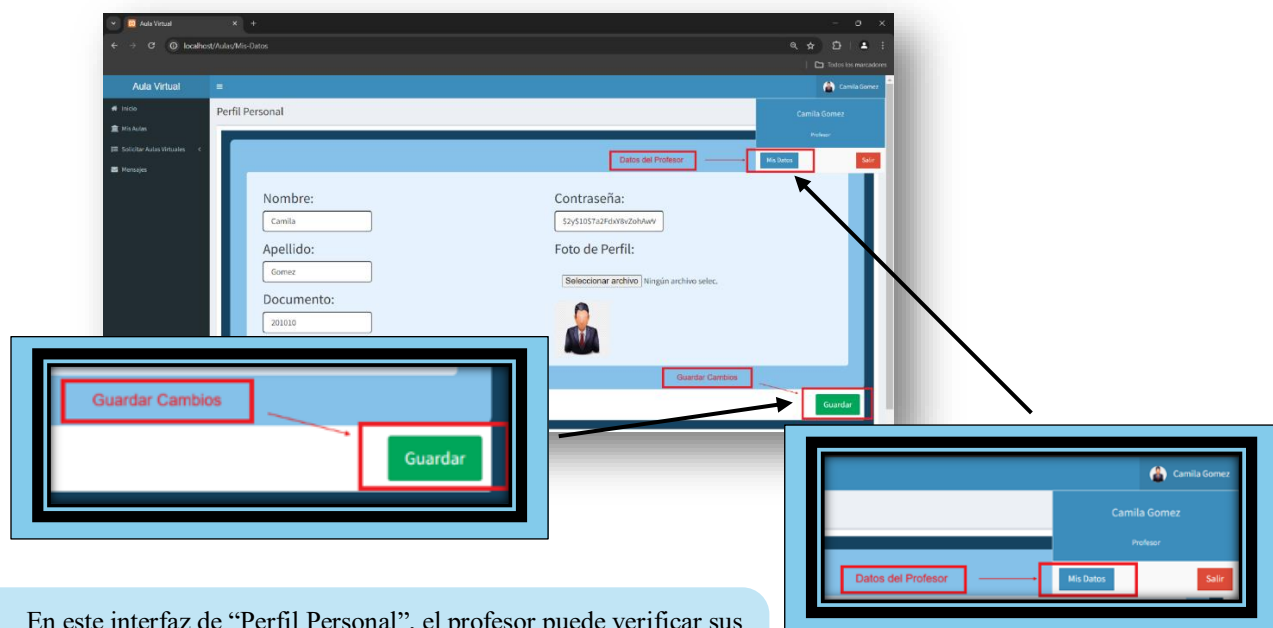 Aula Virtual
localhost/Aulas/Mis-Datos
Todos los marcadores
Aula Virtual
Camila Gomez
Inicio
Mis Aulas
Solicitar Aulas Virtuales
Mensajes
Perfil Personal
Camila Gomez
Profesor
Datos del Profesor
Mis Datos
Salir
Nombre:
Camila
Apellido:
Gomez
Documento:
201010
Contraseña:
Foto de Perfil:
Seleccionar archivo Ningún archivo selec.
Guardar Cambios
Guardar
Guardar Cambios
Guardar
Camila Gomez
Camila Gomez
Profesor
Datos del Profesor
Mis Datos
Salir
En este interfaz de “Perfil Personal”, el profesor puede verificar sus